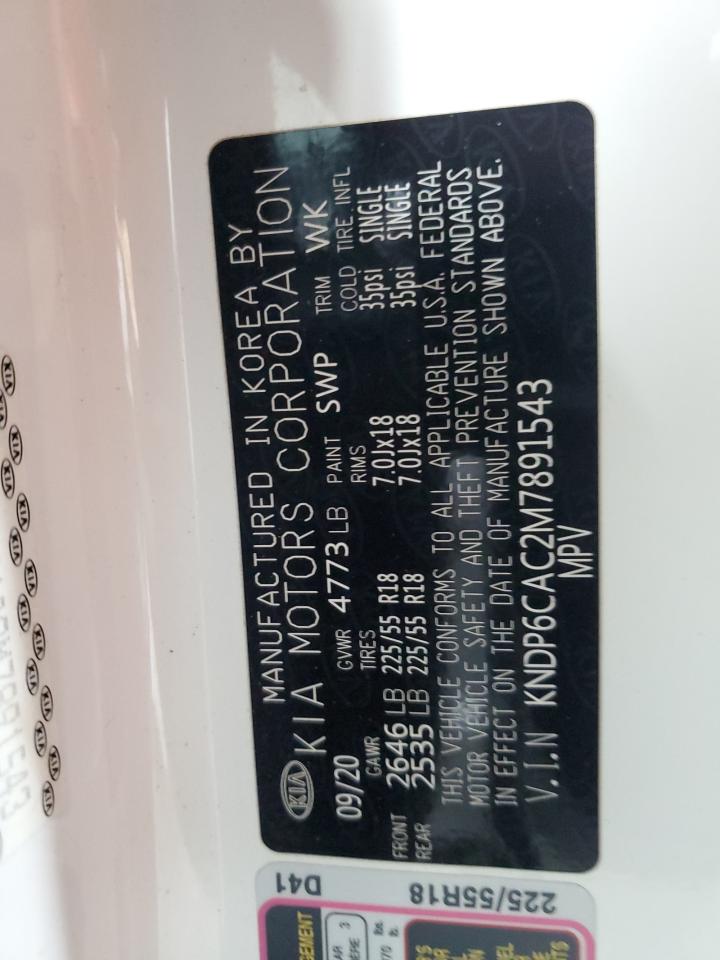 MANUFACTURED IN KOREA BY
KIA KIA MOTORS CORPORATION
09/20 GVWR 4773 LB PAINT SWP TRIM WK
GAWR TIRES RIMS COLD TIRE INFL
FRONT 2646 LB 225/55 R18 7.0Jx18 35psi SINGLE
REAR 2535 LB 225/55 R18 7.0Jx18 35psi SINGLE
THIS VEHICLE CONFORMS TO ALL APPLICABLE U.S.A. FEDERAL
MOTOR VEHICLE SAFETY AND THEFT PREVENTION STANDARDS
IN EFFECT ON THE DATE OF MANUFACTURE SHOWN ABOVE.
V.I.N KNDP6CAC2M7891543
MPV
D41
225/55R18